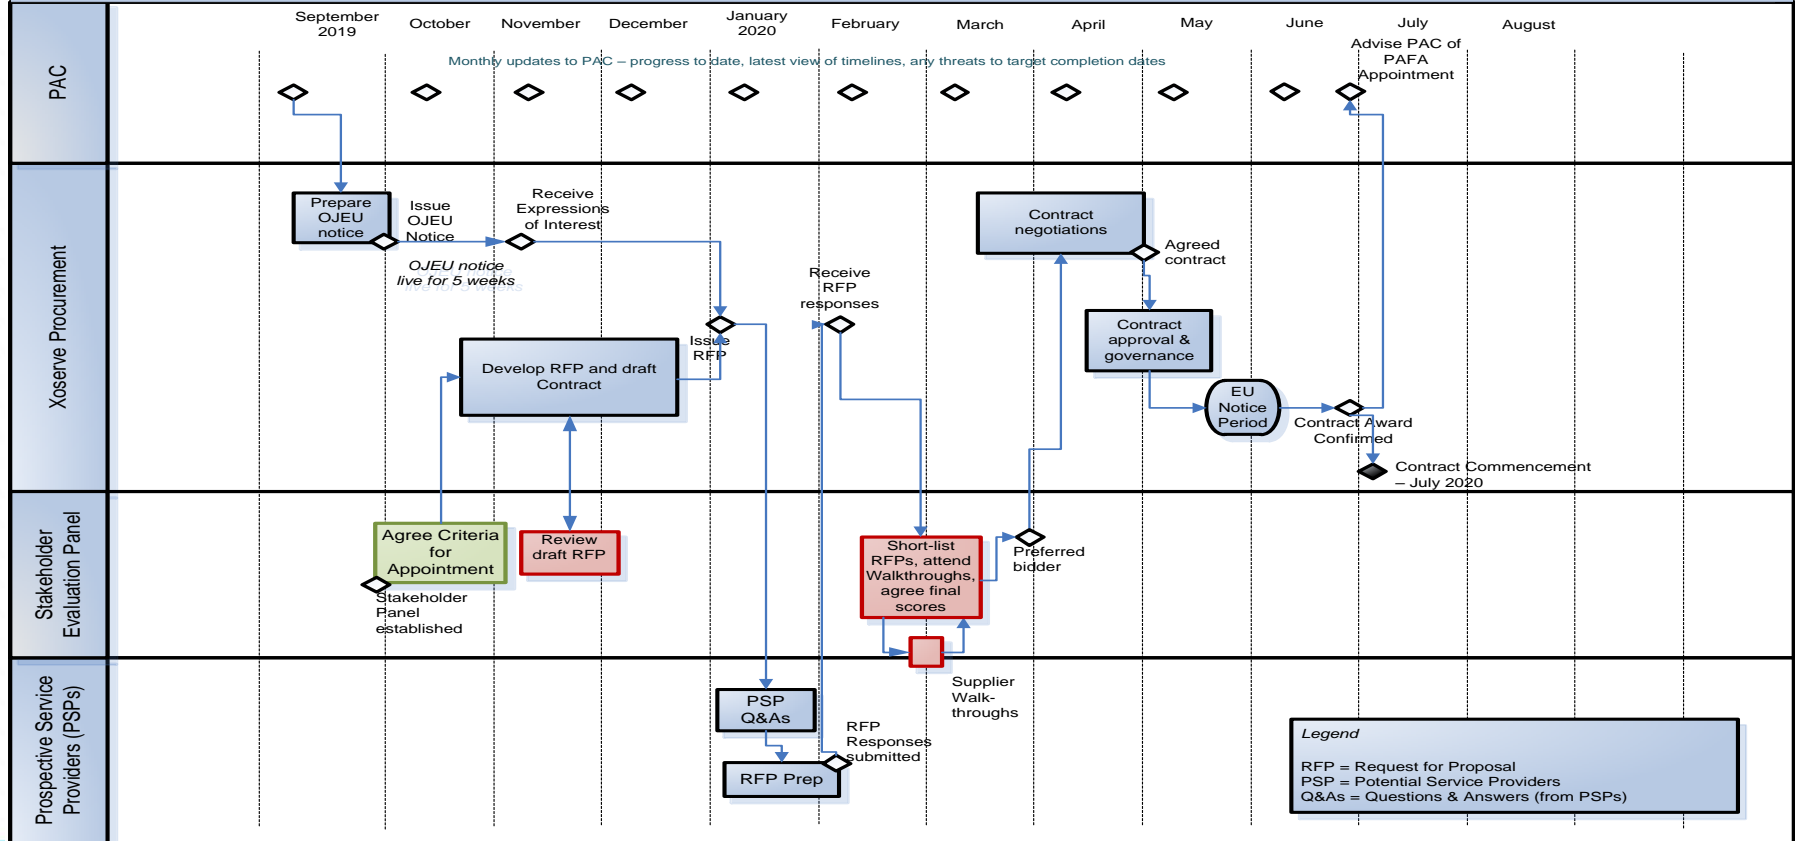 September
2019
October
November
December
January
2020
February
March
April
May
June
July
August
PAC
Monthly updates to PAC – progress to date, latest view of timelines, any threats to target completion dates
Advise PAC of
PAFA
Appointment
Xoserve Procurement
Prepare
OJEU
notice
Issue
OJEU
Notice
Receive
Expressions
of Interest
OJEU notice
live for 5 weeks
Develop RFP and draft
Contract
Issue
RFP
Receive
RFP
responses
Contract
negotiations
Agreed
contract
Contract
approval &
governance
EU
Notice
Period
Contract Award
Confirmed
Contract Commencement
– July 2020
Stakeholder
Evaluation Panel
Agree Criteria
for
Appointment
Stakeholder
Panel
established
Review
draft RFP
Short-list
RFPs, attend
Walkthroughs,
agree final
scores
Preferred
bidder
Supplier
Walk-
throughs
Prospective Service
Providers (PSPs)
PSP
Q&As
RFP Prep
RFP
Responses
submitted
Legend
RFP = Request for Proposal
PSP = Potential Service Providers
Q&As = Questions & Answers (from PSPs)